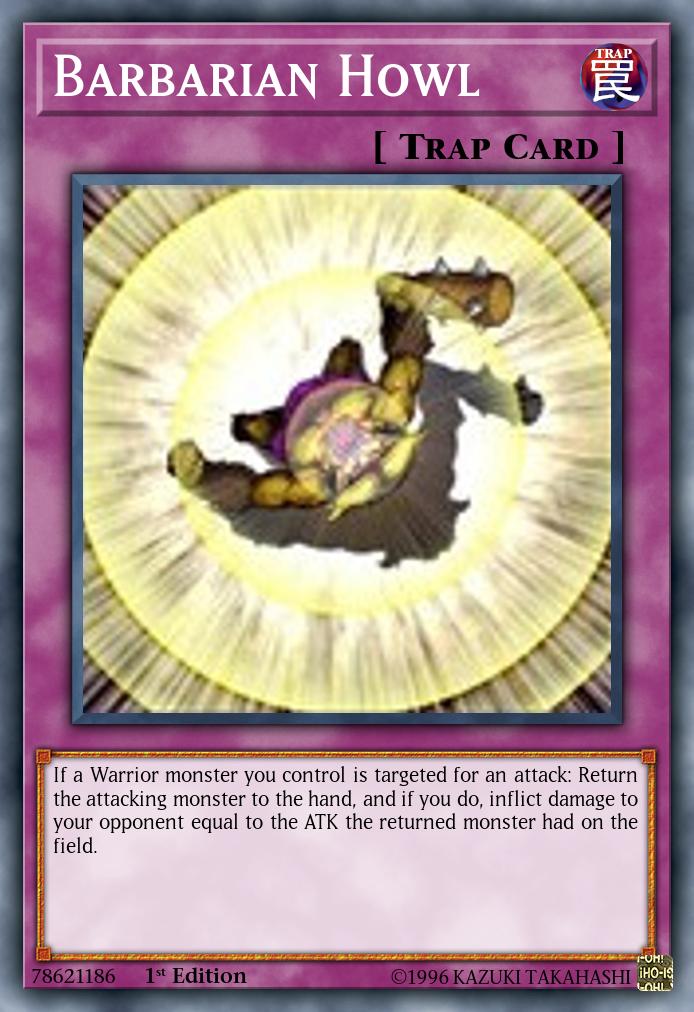 Barbarian Howl
TRAP
罠
[ Trap Card ]
If a Warrior monster you control is targeted for an attack: Return
the attacking monster to the hand, and if you do, inflict damage to
your opponent equal to the ATK the returned monster had on the
field.
78621186 1st Edition ©1996 KAZUKI TAKAHASHI